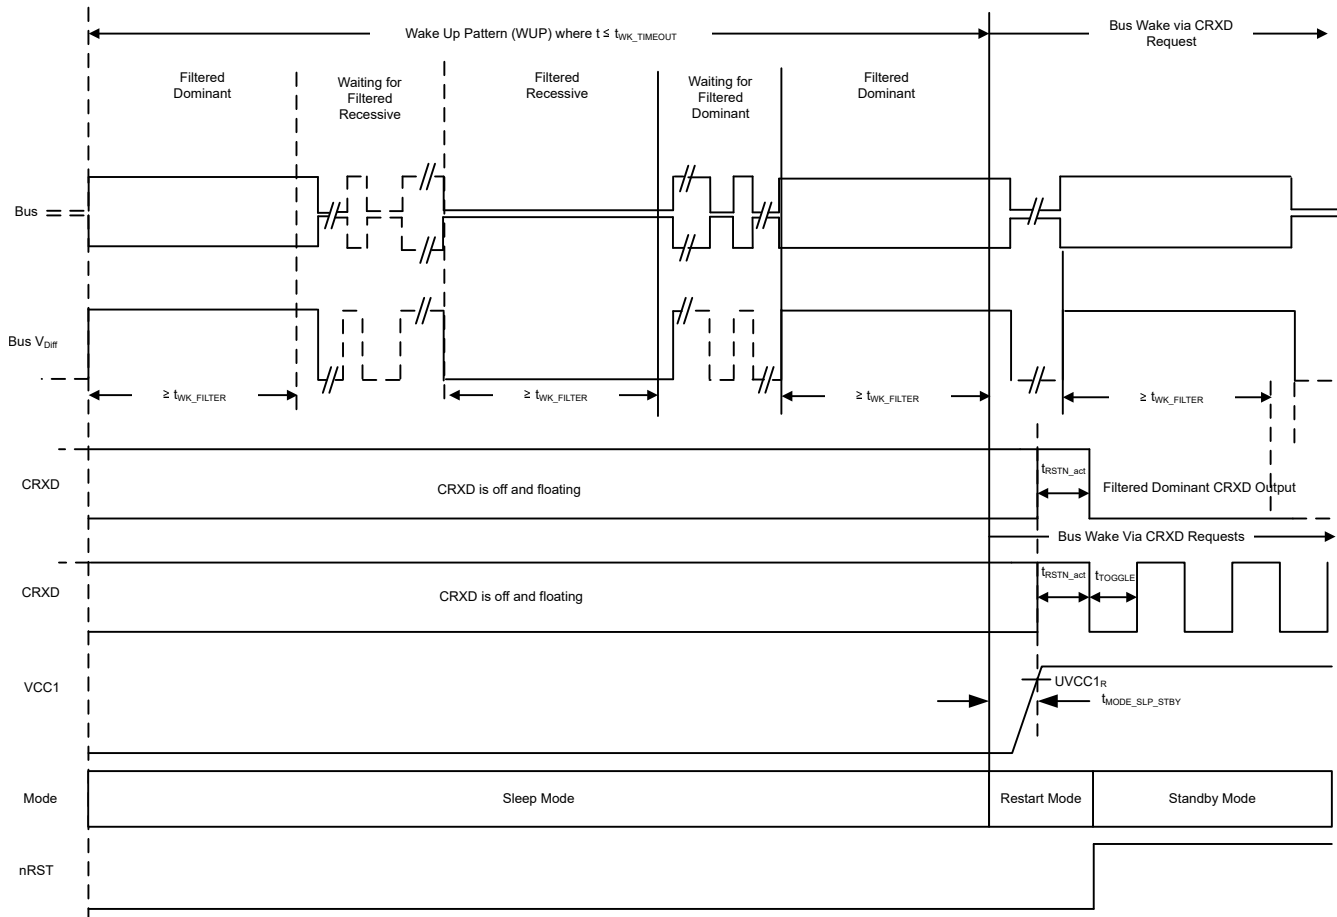 Wake Up Pattern (WUP) where t ≤ tWK_TIMEOUT
Bus Wake via CRXD
Request
Filtered
Dominant
Waiting for
Filtered
Recessive
Filtered
Recessive
Waiting for
Filtered
Dominant
Filtered
Dominant
Bus
Bus VDiff
≥ tWK_FILTER
≥ tWK_FILTER
≥ tWK_FILTER
≥ tWK_FILTER
CRXD
CRXD is off and floating
tRSTN_act
Filtered Dominant CRXD Output
Bus Wake Via CRXD Requests
CRXD
CRXD is off and floating
tRSTN_act
tTOGGLE
VCC1
UVCC1R
tMODE_SLP_STBY
Mode
Sleep Mode
Restart Mode
Standby Mode
nRST